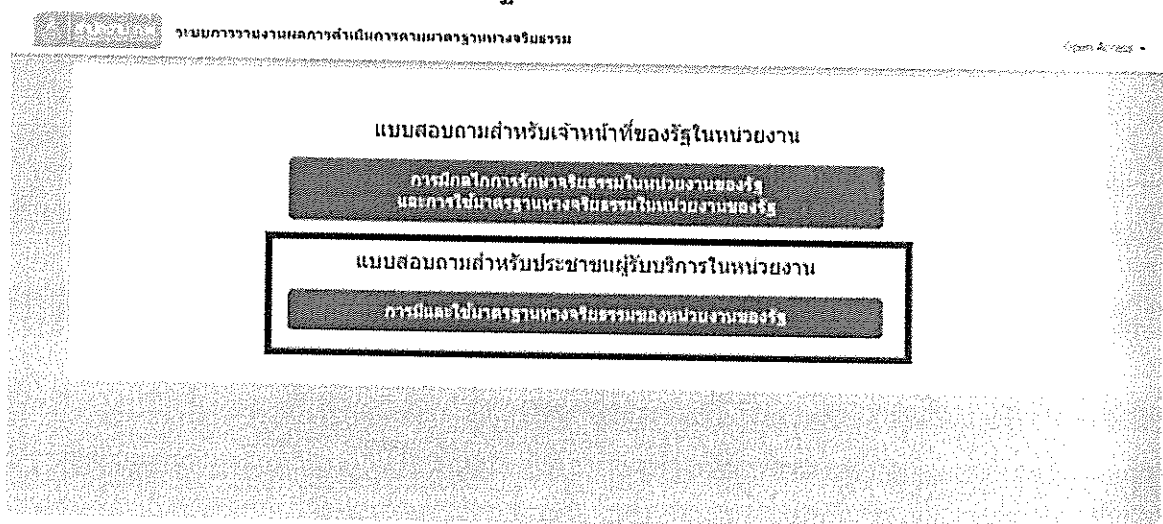 ระบบการรายงานผลการดำเนินการตามมาตรฐานทางจริยธรรม
Open Access
แบบสอบถามสำหรับเจ้าหน้าที่ของรัฐในหน่วยงาน
การมีกลไกการรักษาจริยธรรมในหน่วยงานของรัฐ
และการใช้มาตรฐานทางจริยธรรมในหน่วยงานของรัฐ
แบบสอบถามสำหรับประชาชนผู้รับบริการในหน่วยงาน
การมีและใช้มาตรฐานทางจริยธรรมของหน่วยงานของรัฐ